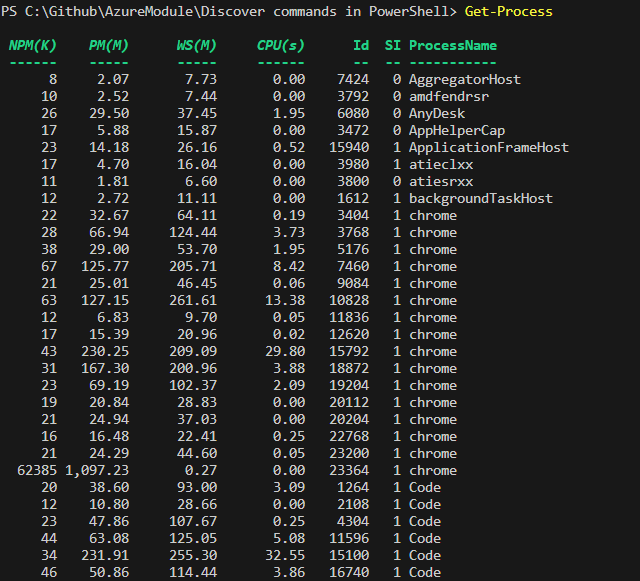 PS C:\Github\AzureModule\Discover commands in PowerShell> Get-Process
NPM(K) PM(M) WS(M) CPU(s) Id SI ProcessName
------ ----- ----- ------ -- -- -----------
8 2.07 7.73 0.00 7424 0 AggregatorHost
10 2.52 7.44 0.00 3792 0 amdfendrsr
26 29.50 37.45 1.95 6080 0 AnyDesk
17 5.88 15.87 0.00 3472 0 AppHelperCap
23 14.18 26.16 0.52 15940 1 ApplicationFrameHost
17 4.70 16.04 0.00 3980 1 atieclxx
11 1.81 6.60 0.00 3800 0 atiesrxx
12 2.72 11.11 0.00 1612 1 backgroundTaskHost
22 32.67 64.11 0.19 3404 1 chrome
28 66.94 124.44 3.73 3768 1 chrome
38 29.00 53.70 1.95 5176 1 chrome
67 125.77 205.71 8.42 7460 1 chrome
21 25.01 46.45 0.06 9084 1 chrome
63 127.15 261.61 13.38 10828 1 chrome
12 6.83 9.70 0.05 11836 1 chrome
17 15.39 20.96 0.02 12620 1 chrome
43 230.25 209.09 29.80 15792 1 chrome
31 167.30 200.96 3.88 18872 1 chrome
23 69.19 102.37 2.09 19204 1 chrome
19 20.84 28.83 0.00 20112 1 chrome
21 24.94 37.03 0.00 20204 1 chrome
16 16.48 22.41 0.25 22768 1 chrome
21 24.29 44.60 0.05 23200 1 chrome
62385 1,097.23 0.27 0.00 23364 1 chrome
20 38.60 93.00 3.09 1264 1 Code
12 10.80 28.66 0.00 2108 1 Code
23 47.86 107.67 0.25 4304 1 Code
44 63.08 125.05 5.08 11596 1 Code
34 231.91 255.30 32.55 15100 1 Code
46 50.86 114.44 3.86 16740 1 Code